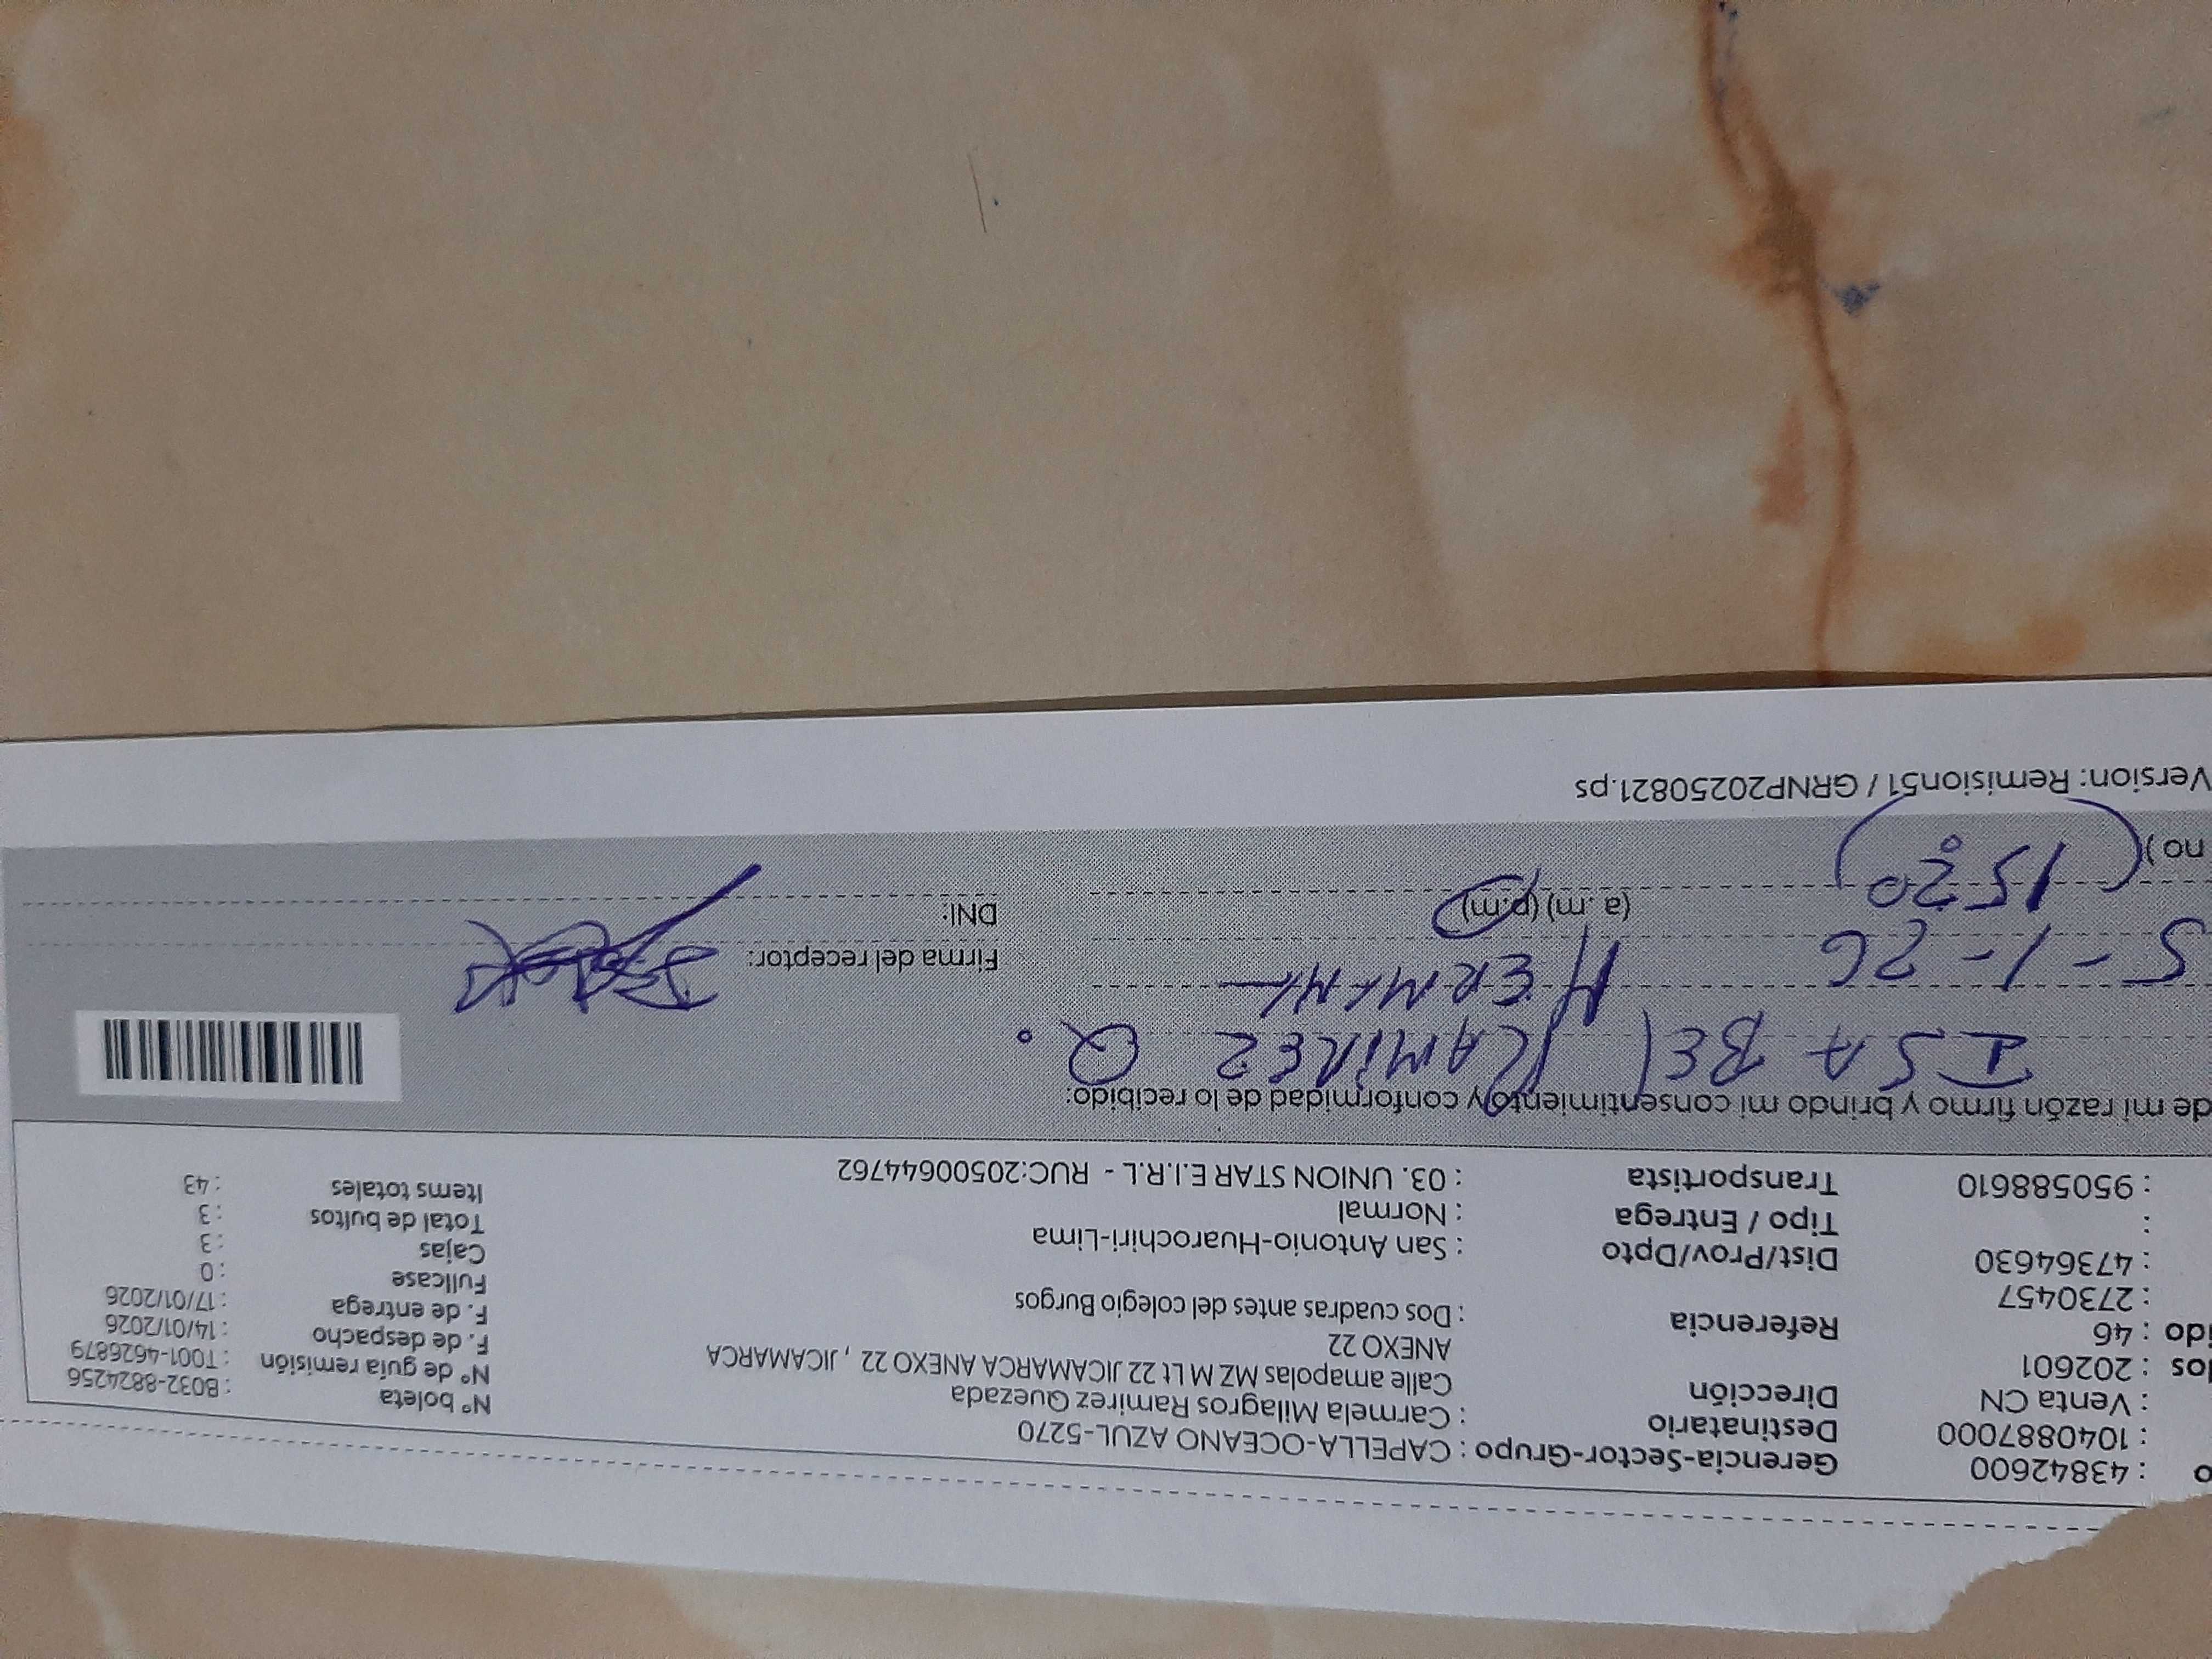 o : 43842600 Gerencia-Sector-Grupo : CAPELLA-OCEANO AZUL-5270 Nº boleta : B032-8824256
: 1040887000 Destinatario : Carmela Milagros Ramirez Quezada Nº de guía remisión : T001-4626879
: Venta CN Dirección Calle amapolas MZ M Lt 22 JICAMARCA ANEXO 22 , JICAMARCA F. de despacho : 14/01/2026
los : 202601 ANEXO 22 F. de entrega : 17/01/2026
ido : 46 Referencia : Dos cuadras antes del colegio Burgos Fullcase : 0
: 2730457 Cajas : 3
: 47364630 Dist/Prov/Dpto : San Antonio-Huarochiri-Lima Total de bultos : 3
: Tipo / Entrega : Normal Items totales : 43
: 950588610 Transportista : 03. UNION STAR E.I.R.L - RUC:20500644762
de mi razón firmo y brindo mi consentimiento y conformidad de lo recibido:
ISABEL RAMIREZ Q.
HERMANA
Firma del receptor:
5-1-26
(a.m) (p.m) DNI:
no) (15:20)
Version: Remision51 / GRNP20250821.ps